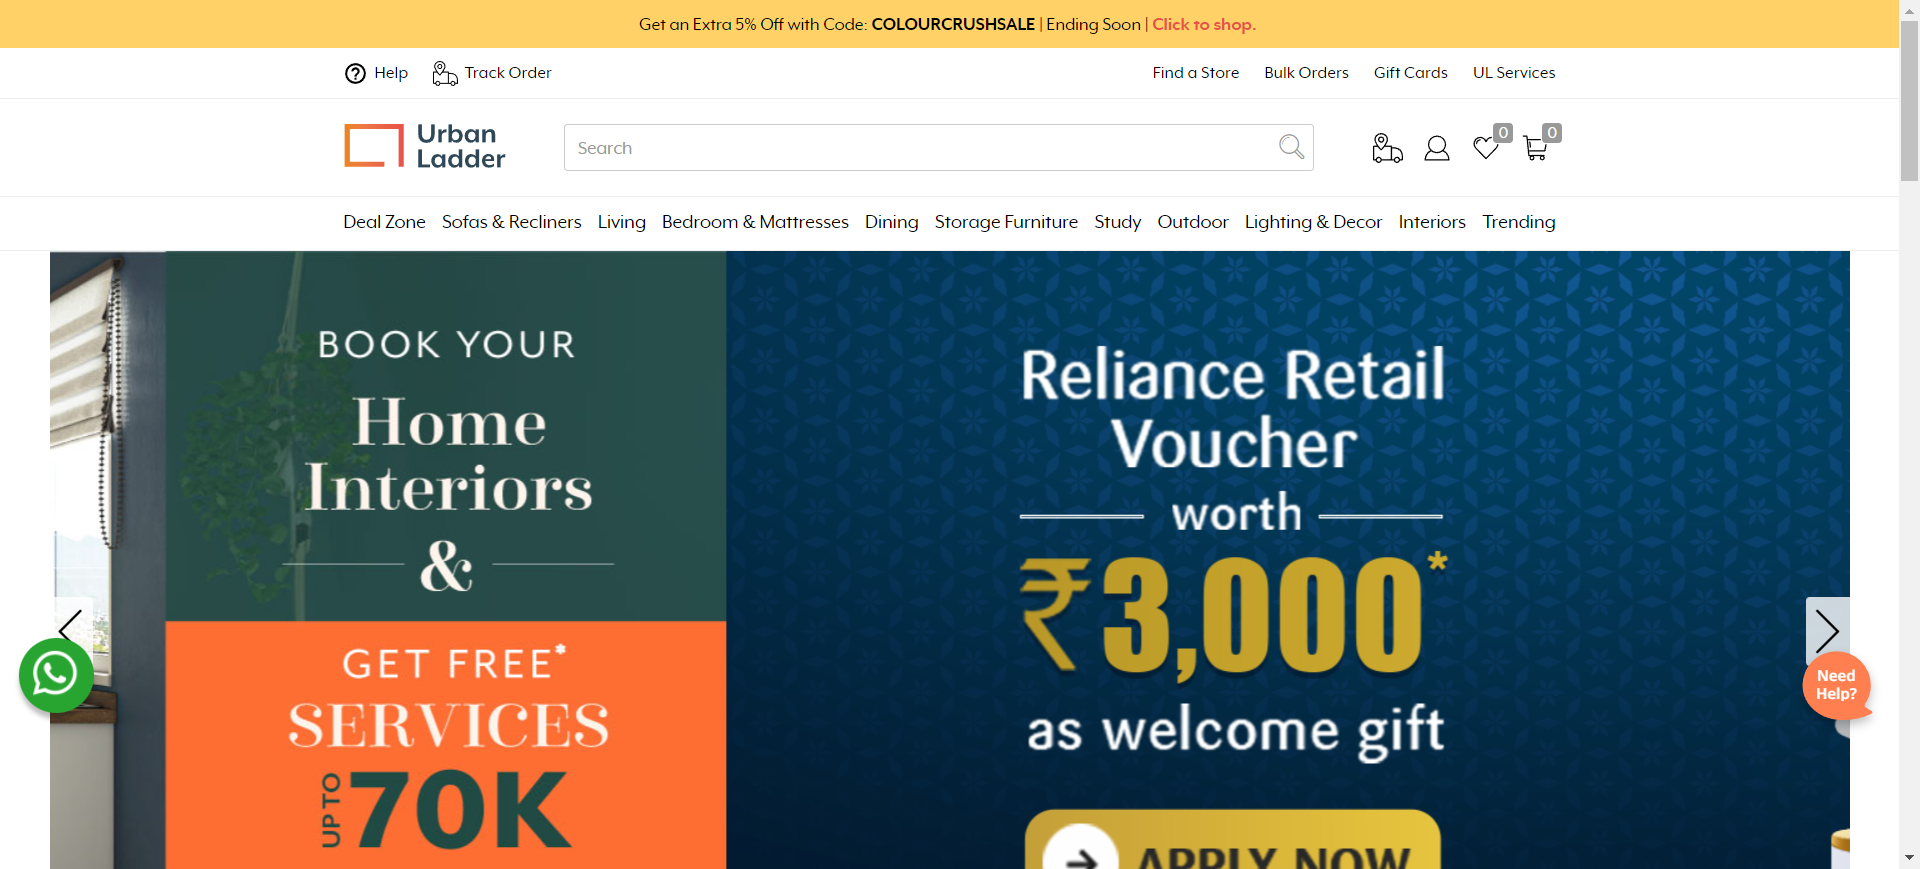 Get an Extra 5% Off with Code: COLOURCRUSHSALE | Ending Soon | Click to shop.
Help Track Order Find a Store Bulk Orders Gift Cards UL Services
Urban
Ladder
Search
0 0
Deal Zone Sofas & Recliners Living Bedroom & Mattresses Dining Storage Furniture Study Outdoor Lighting & Decor Interiors Trending
BOOK YOUR
Home
Interiors
&
GET FREE*
SERVICES
UP TO 70K
Reliance Retail
Voucher
worth
₹3,000*
as welcome gift
APPLY NOW
Need
Help?